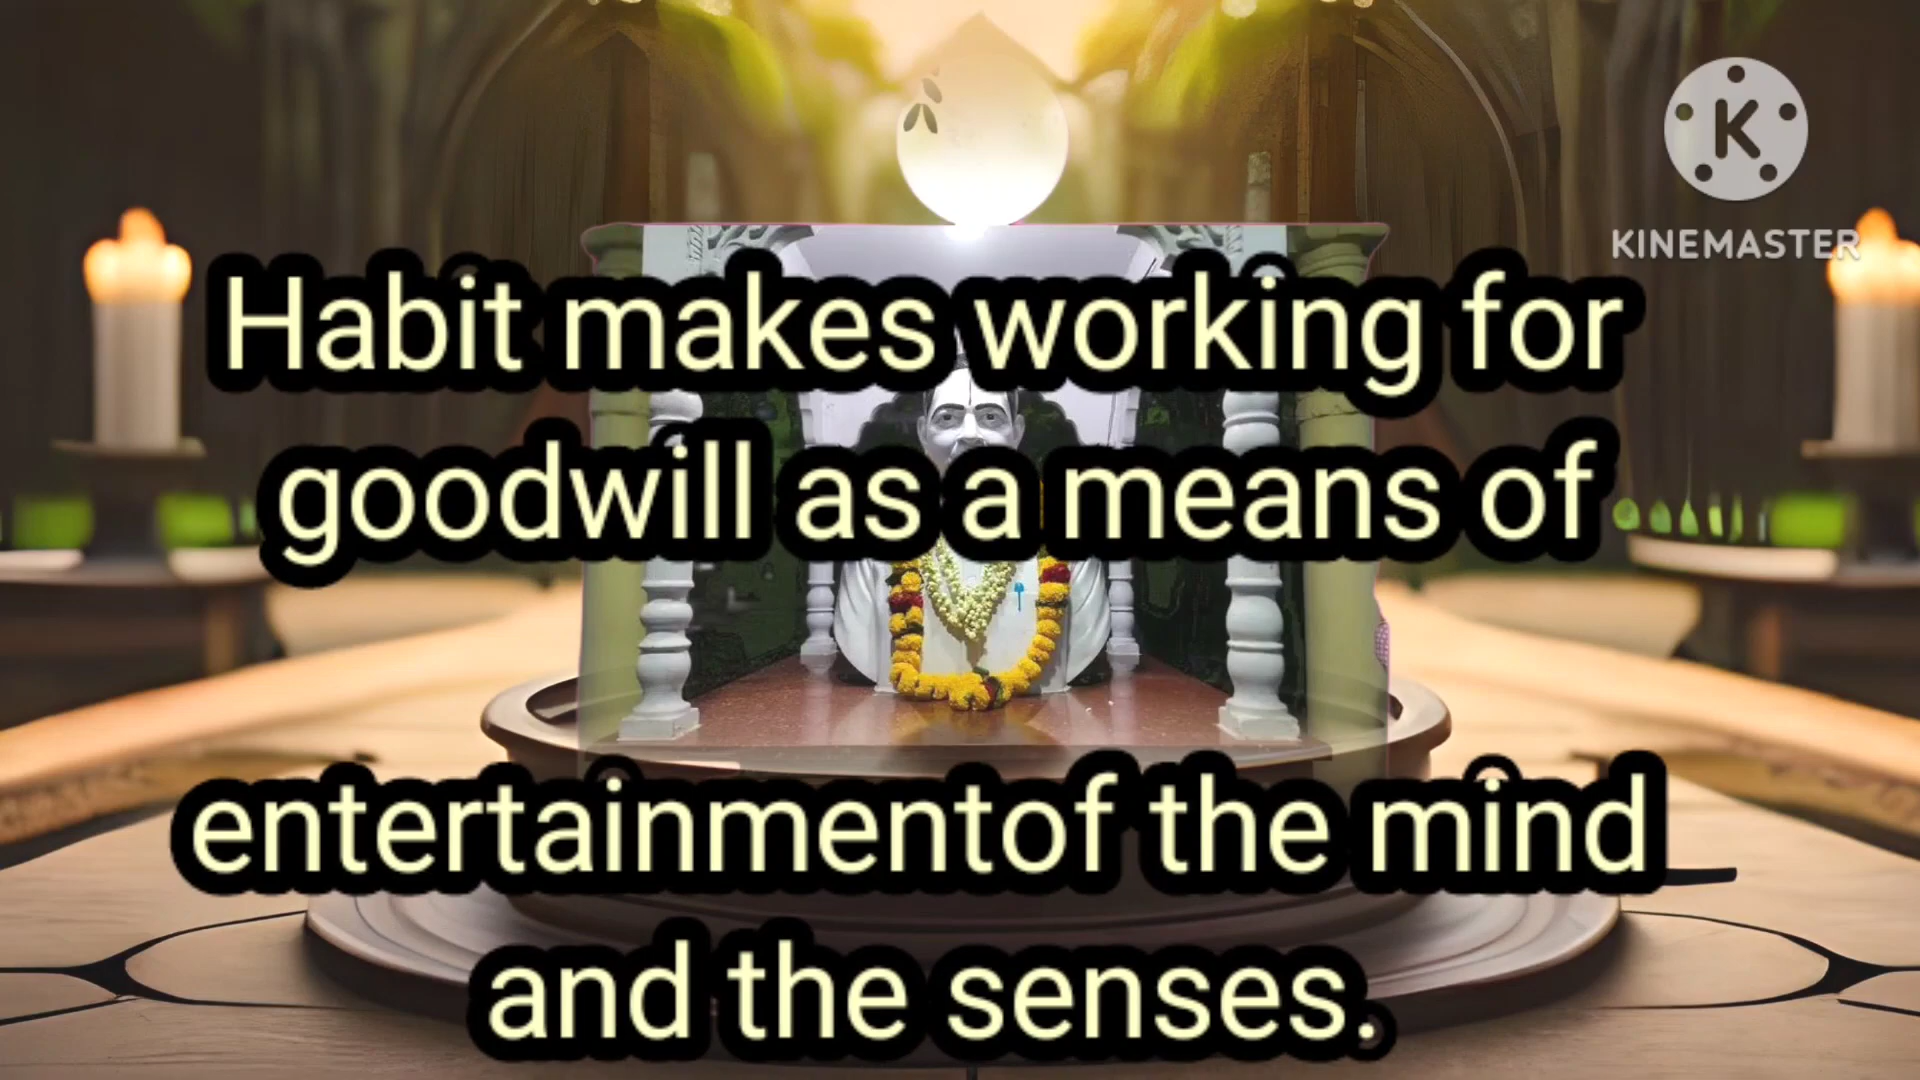 K
KINEMASTER
Habit makes working for
goodwill as a means of
entertainmentof the mind
and the senses.